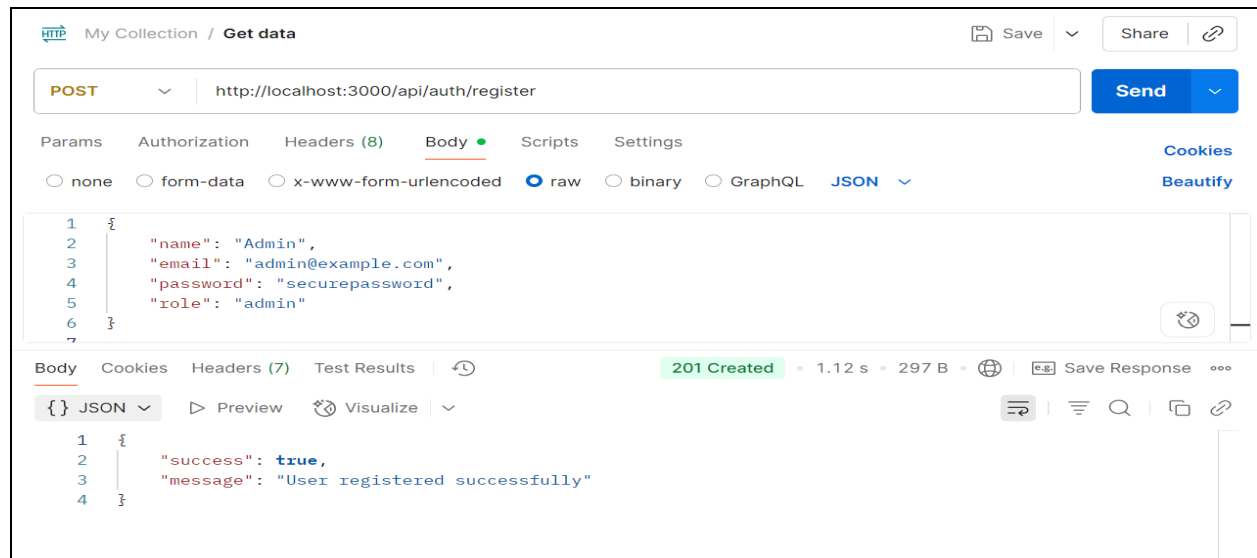 HTTP My Collection / Get data Save Share
POST http://localhost:3000/api/auth/register Send
Params Authorization Headers (8) Body Scripts Settings Cookies
none form-data x-www-form-urlencoded raw binary GraphQL JSON Beautify
1 {
2 "name": "Admin",
3 "email": "admin@example.com",
4 "password": "securepassword",
5 "role": "admin"
6 }
7
Body Cookies Headers (7) Test Results 201 Created • 1.12 s • 297 B • e.g. Save Response
{ } JSON Preview Visualize
1 {
2 "success": true,
3 "message": "User registered successfully"
4 }